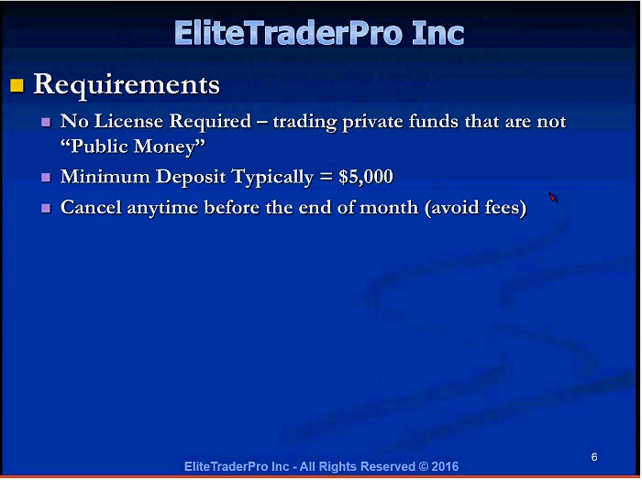 EliteTraderPro Inc
Requirements
No License Required – trading private funds that are not
“Public Money”
Minimum Deposit Typically = $5,000
Cancel anytime before the end of month (avoid fees)
6
EliteTraderPro Inc - All Rights Reserved © 2016